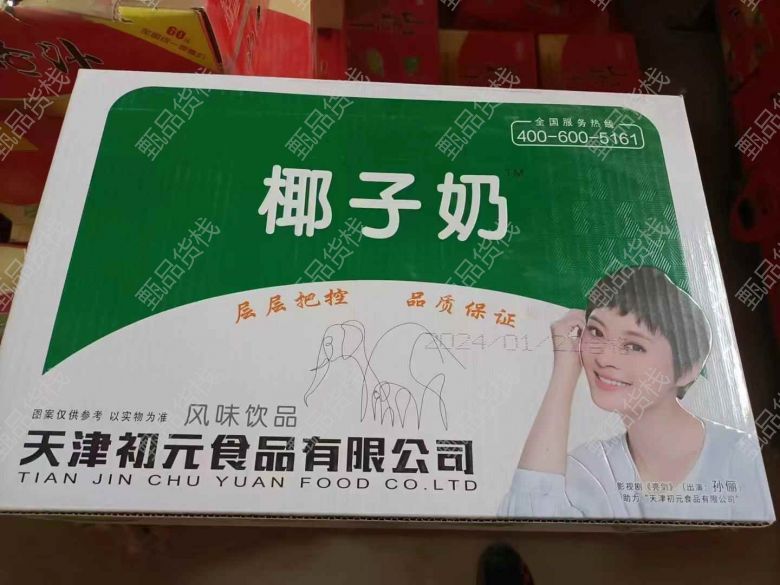 60
全国服务热线
400-600-5161
椰子奶 TM
层层把控 品质保证
图案仅供参考 以实物为准 风味饮品
天津初元食品有限公司
TIAN JIN CHU YUAN FOOD CO.LTD
影视剧《亮剑》(出演:孙俪)
助力“天津初元食品有限公司”
甄品货栈